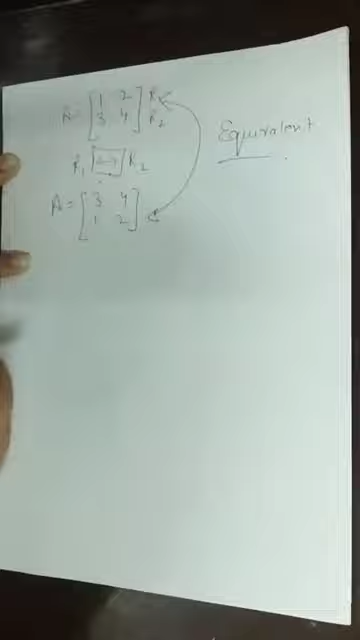 A = [1 2
3 4] R1
R2
Equivalent
R1 ↔ R2
A = [3 4
1 2]